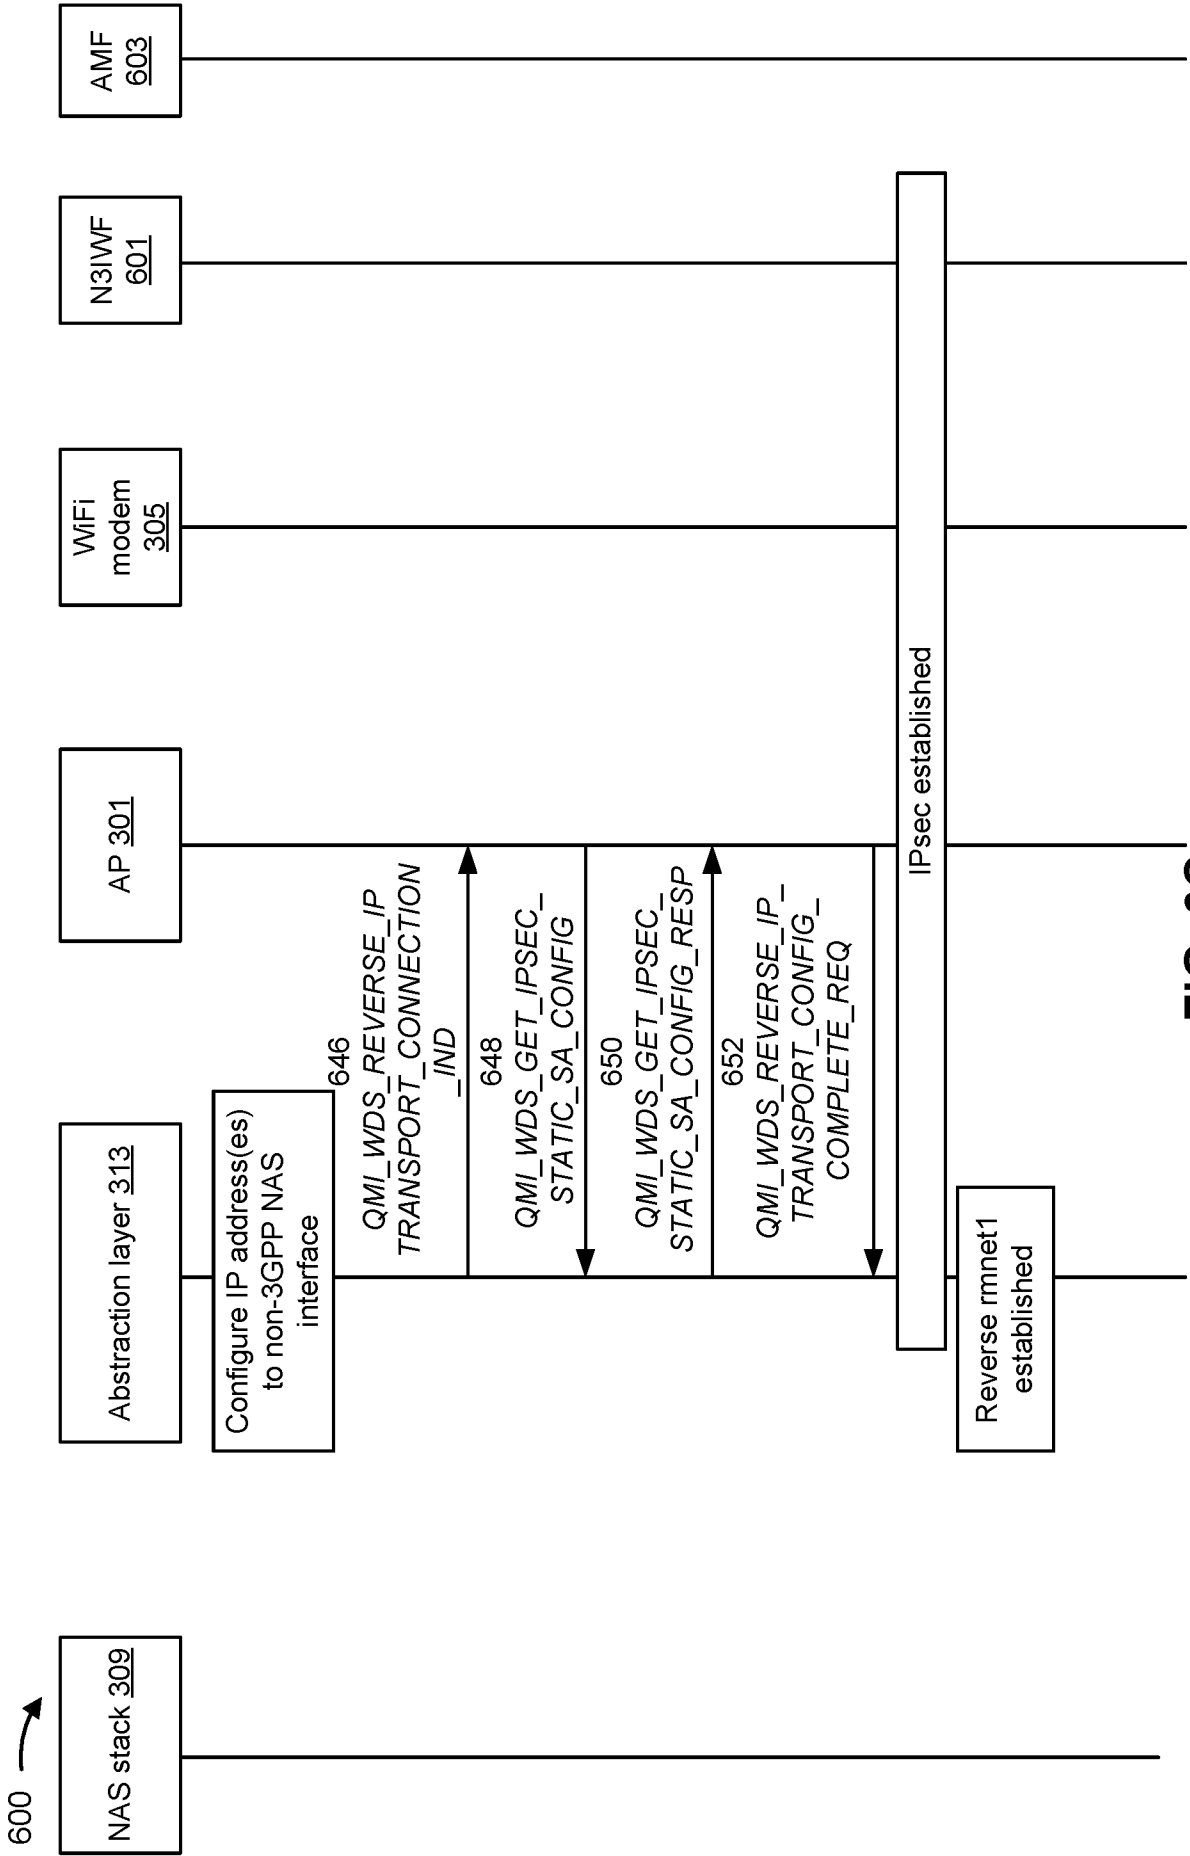 600
NAS stack 309
Abstraction layer 313
AP 301
WiFi
modem
305
N3IWF
601
AMF
603
Configure IP address(es)
to non-3GPP NAS
interface
646
QMI_WDS_REVERSE_IP
TRANSPORT_CONNECTION
_IND
648
QMI_WDS_GET_IPSEC_
STATIC_SA_CONFIG
650
QMI_WDS_GET_IPSEC_
STATIC_SA_CONFIG_RESP
652
QMI_WDS_REVERSE_IP_
TRANSPORT_CONFIG_
COMPLETE_REQ
IPsec established
Reverse rmnet1
established